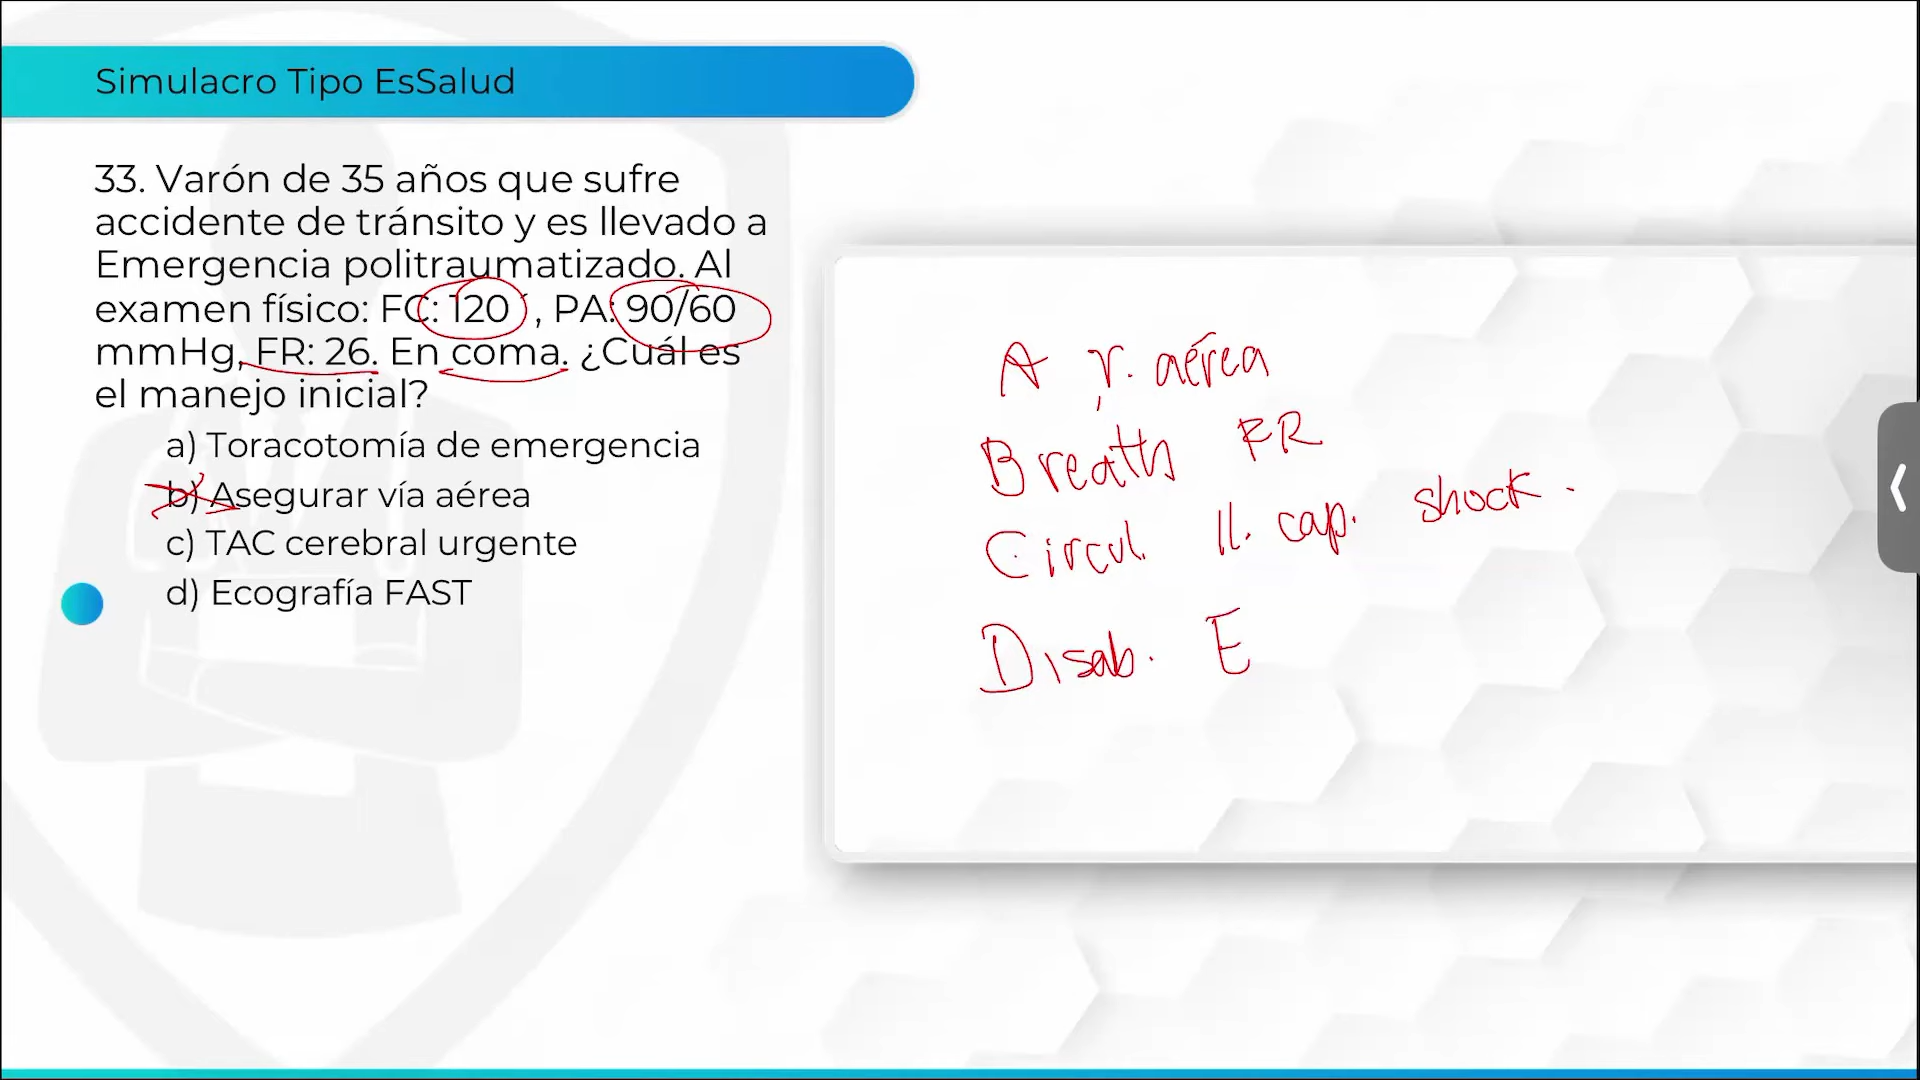 Simulacro Tipo EsSalud
33. Varón de 35 años que sufre
accidente de tránsito y es llevado a
Emergencia politraumatizado. Al
examen físico: FC: 120 , PA: 90/60
mmHg, FR: 26. En coma. ¿Cuál es
el manejo inicial?
a) Toracotomía de emergencia
b) Asegurar vía aérea
c) TAC cerebral urgente
d) Ecografía FAST
A v. aérea
Breath FR
Circul. ll. cap. shock.
Disab. E